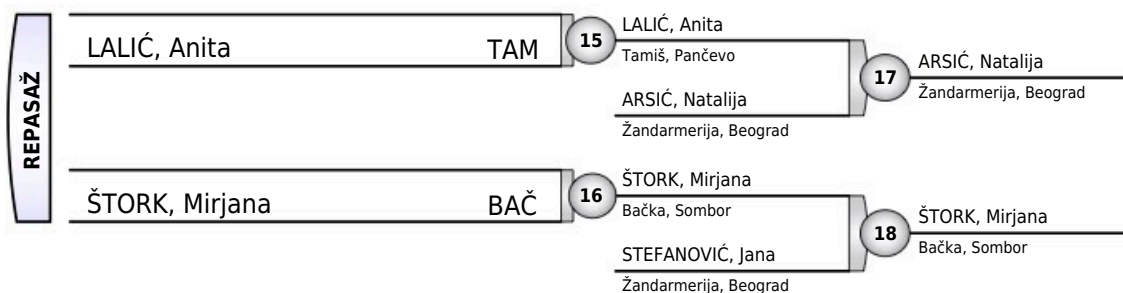 REPASAŽ
LALIĆ, Anita TAM
15
LALIĆ, Anita
Tamiš, Pančevo
ARSIĆ, Natalija
Žandarmerija, Beograd
17
ARSIĆ, Natalija
Žandarmerija, Beograd
ŠTORK, Mirjana BAČ
16
ŠTORK, Mirjana
Bačka, Sombor
STEFANOVIĆ, Jana
Žandarmerija, Beograd
18
ŠTORK, Mirjana
Bačka, Sombor